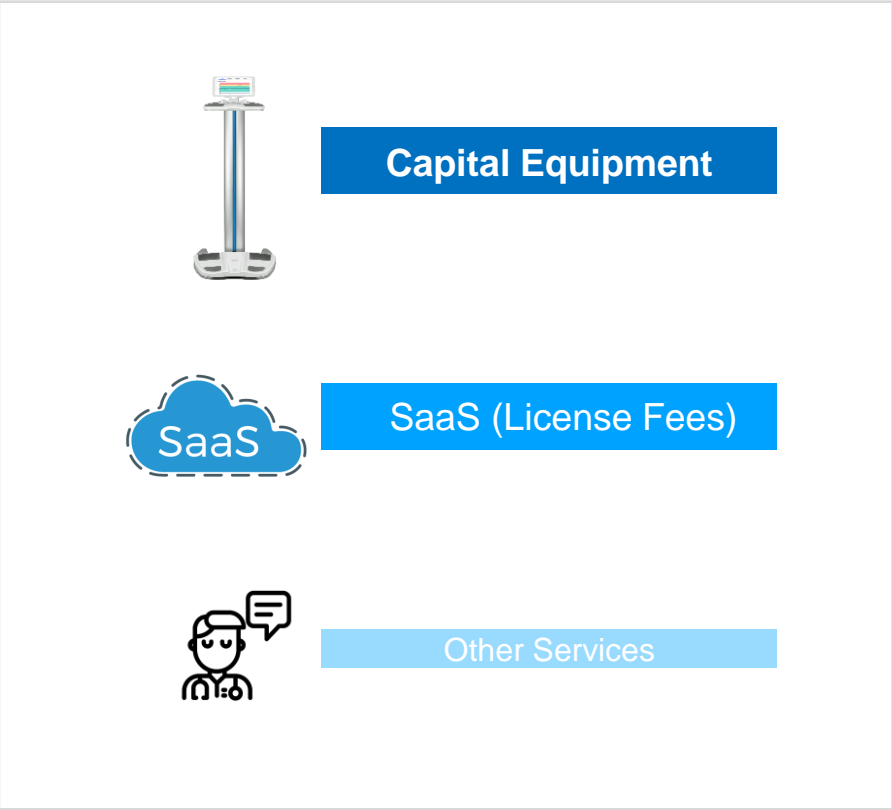 Capital Equipment
SaaS
SaaS (License Fees)
Other Services